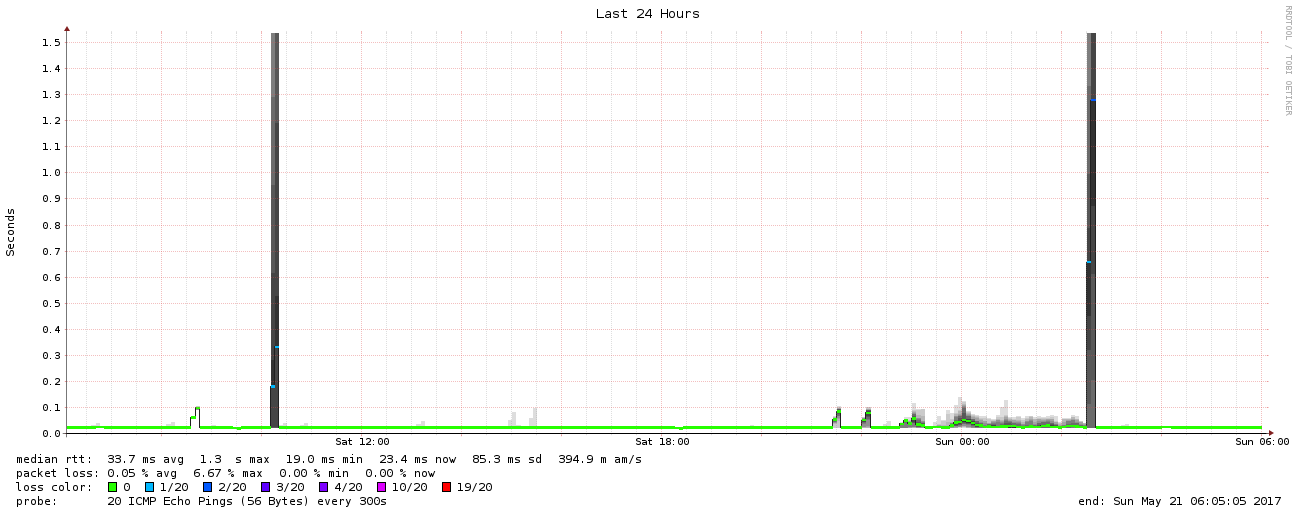 Last 24 Hours
RRDTOOL / TOBI OETIKER
Seconds
1.5
1.4
1.3
1.2
1.1
1.0
0.9
0.8
0.7
0.6
0.5
0.4
0.3
0.2
0.1
0.0
Sat 12:00 Sat 18:00 Sun 00:00 Sun 06:00
median rtt: 33.7 ms avg 1.3 s max 19.0 ms min 23.4 ms now 85.3 ms sd 394.9 m am/s
packet loss: 0.05 % avg 6.67 % max 0.00 % min 0.00 % now
loss color: 0 1/20 2/20 3/20 4/20 10/20 19/20
probe: 20 ICMP Echo Pings (56 Bytes) every 300s end: Sun May 21 06:05:05 2017